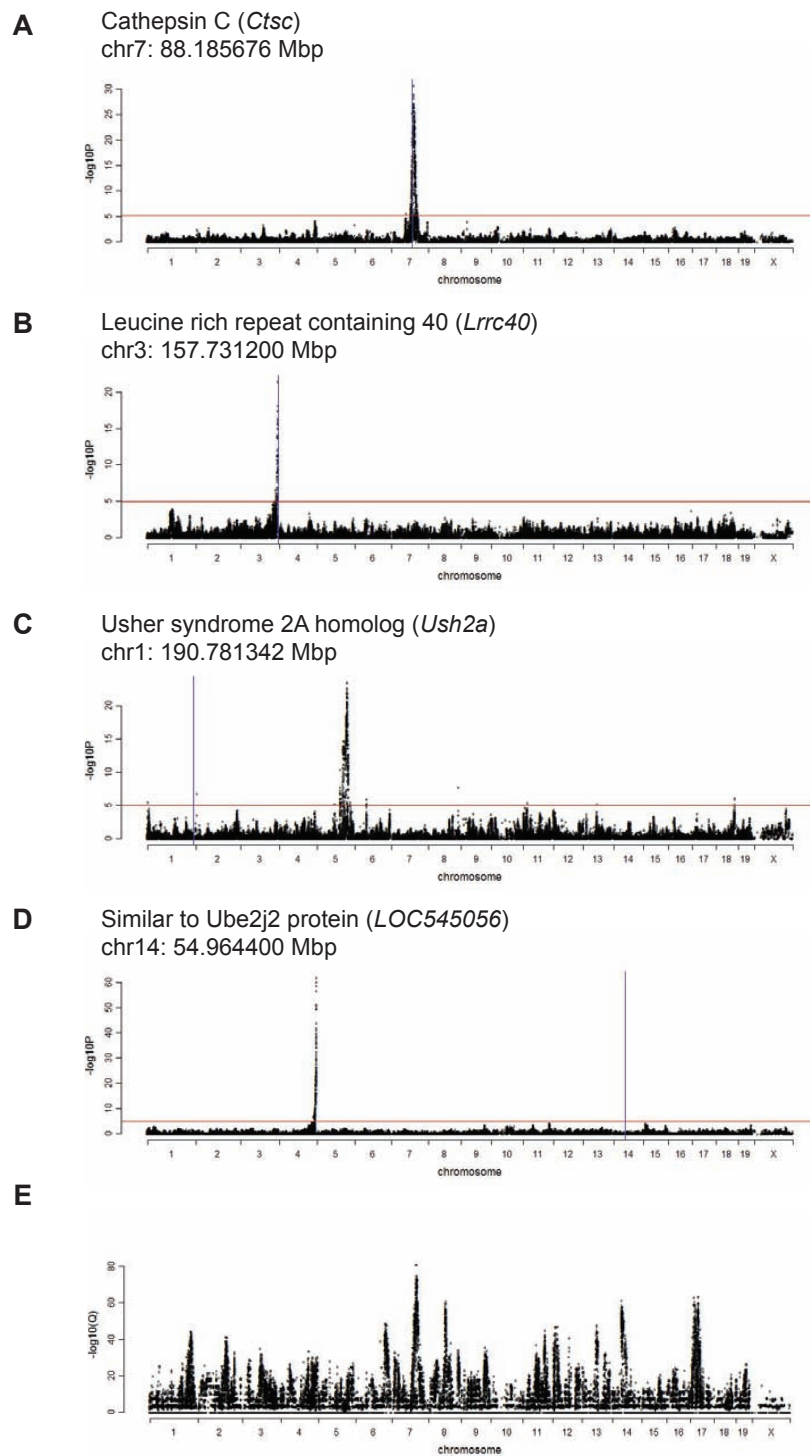 A
Cathepsin C (Ctsc)
chr7: 88.185676 Mbp
-log10P
30
25
20
15
10
5
0
1 2 3 4 5 6 7 8 9 10 11 12 13 14 15 16 17 18 19 X
chromosome
B
Leucine rich repeat containing 40 (Lrrc40)
chr3: 157.731200 Mbp
-log10P
20
15
10
5
0
1 2 3 4 5 6 7 8 9 10 11 12 13 14 15 16 17 18 19 X
chromosome
C
Usher syndrome 2A homolog (Ush2a)
chr1: 190.781342 Mbp
-log10P
20
15
10
5
0
1 2 3 4 5 6 7 8 9 10 11 12 13 14 15 16 17 18 19 X
chromosome
D
Similar to Ube2j2 protein (LOC545056)
chr14: 54.964400 Mbp
-log10P
60
50
40
30
20
10
0
1 2 3 4 5 6 7 8 9 10 11 12 13 14 15 16 17 18 19 X
chromosome
E
-log10(Q)
80
60
40
20
0
1 2 3 4 5 6 7 8 9 10 11 12 13 14 15 16 17 18 19 X
chromosome